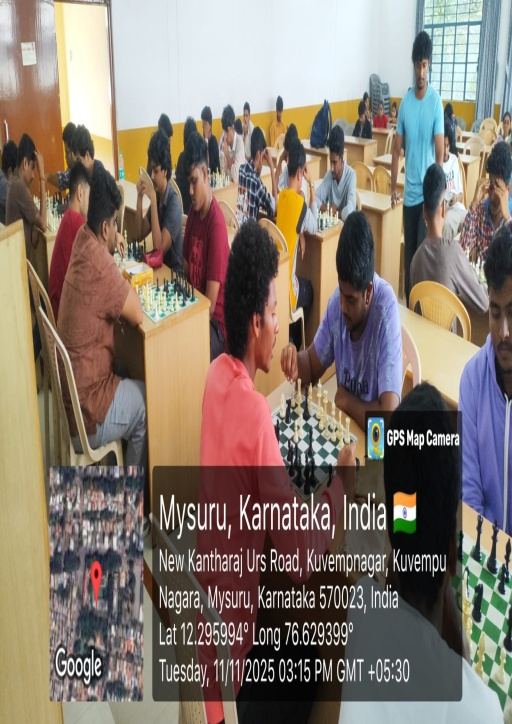 GPS Map Camera
Mysuru, Karnataka, India 🇮🇳
New Kantharaj Urs Road, Kuvempnagar, Kuvempu
Nagara, Mysuru, Karnataka 570023, India
Lat 12.295994° Long 76.629399°
Tuesday, 11/11/2025 03:15 PM GMT +05:30
Google